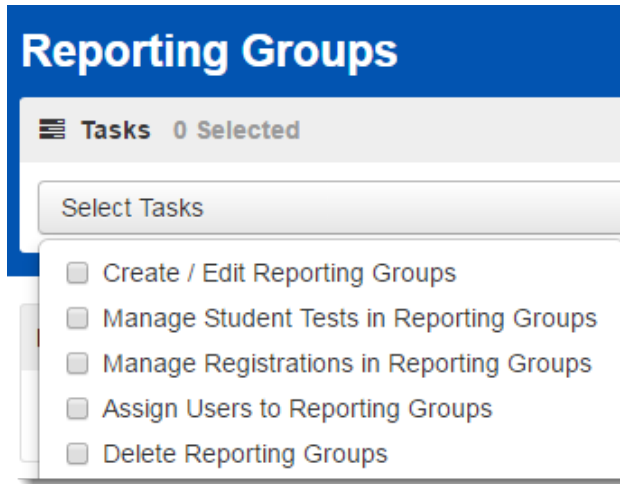 Reporting Groups
Tasks 0 Selected
Select Tasks
Create / Edit Reporting Groups
Manage Student Tests in Reporting Groups
Manage Registrations in Reporting Groups
Assign Users to Reporting Groups
Delete Reporting Groups